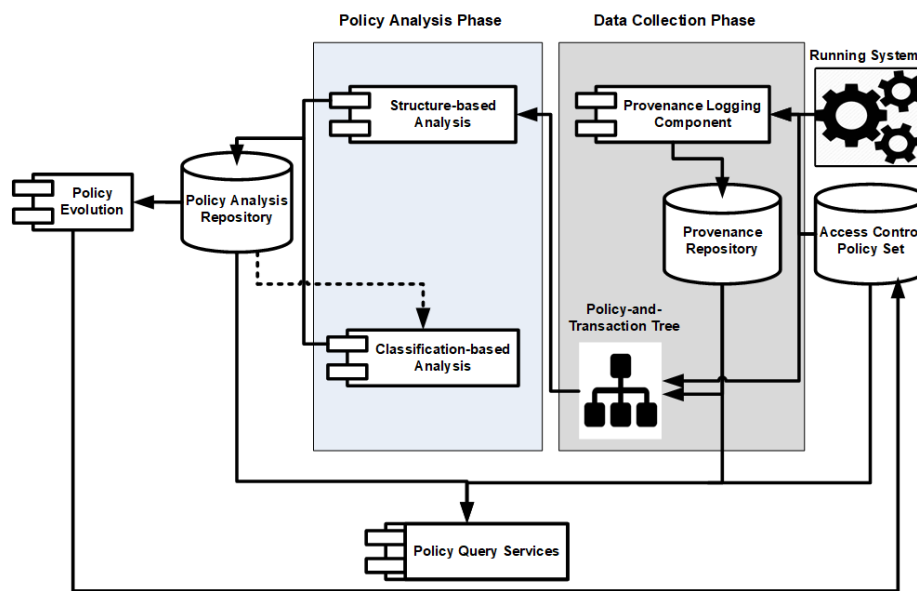 Policy Analysis Phase
Data Collection Phase
Running System
Structure-based
Analysis
Provenance Logging
Component
Policy
Evolution
Policy Analysis
Repository
Provenance
Repository
Access Control
Policy Set
Policy-and-
Transaction Tree
Classification-based
Analysis
Policy Query Services